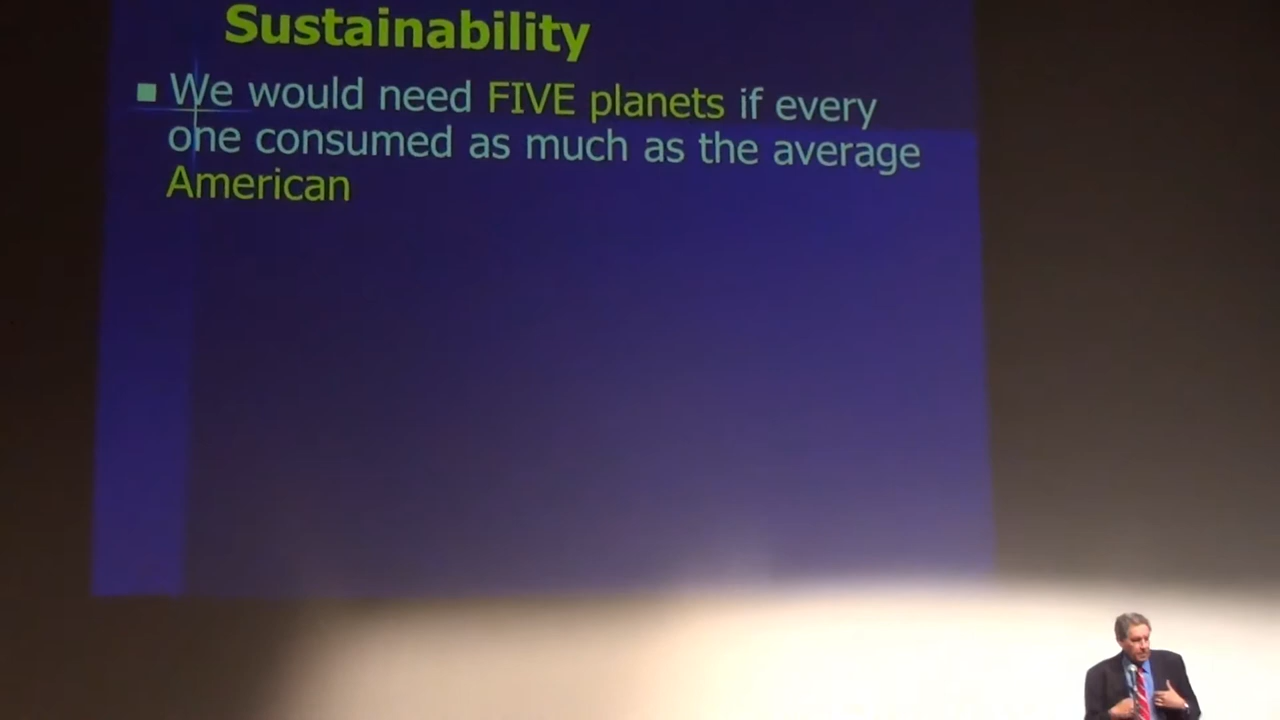 Sustainability
We would need FIVE planets if every
one consumed as much as the average
American